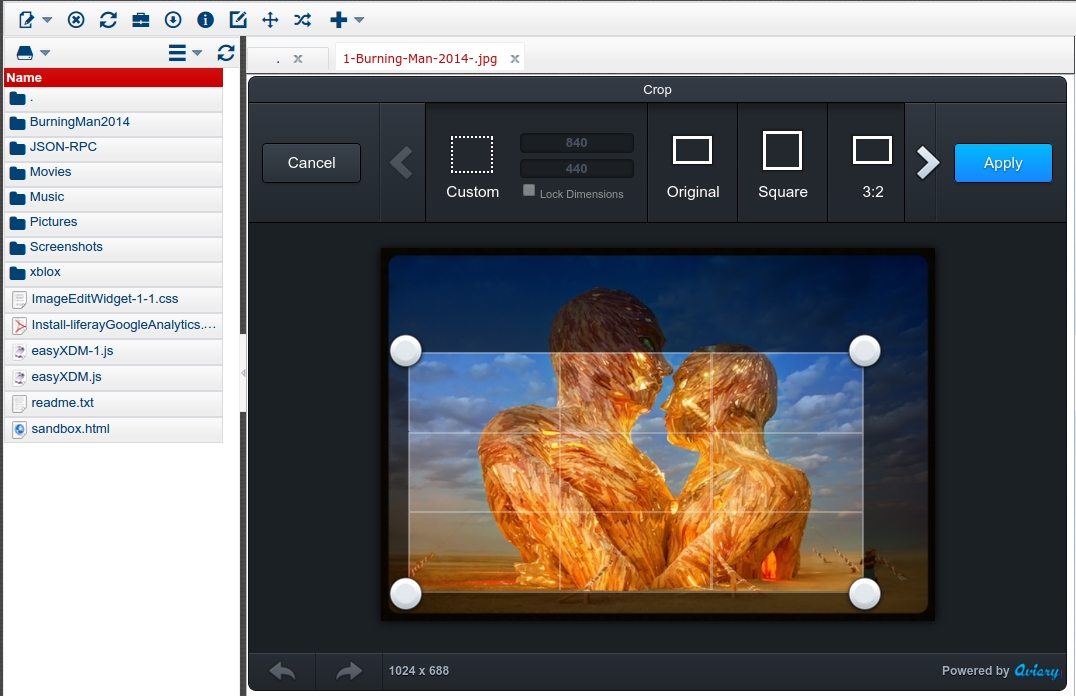 . x
1-Burning-Man-2014-.jpg x
Name
.
BurningMan2014
JSON-RPC
Movies
Music
Pictures
Screenshots
xblox
ImageEditWidget-1-1.css
Install-liferayGoogleAnalytics.…
easyXDM-1.js
easyXDM.js
readme.txt
sandbox.html
Crop
Cancel
840
440
Lock Dimensions
Custom
Original
Square
3:2
Apply
1024 x 688
Powered by Aviary